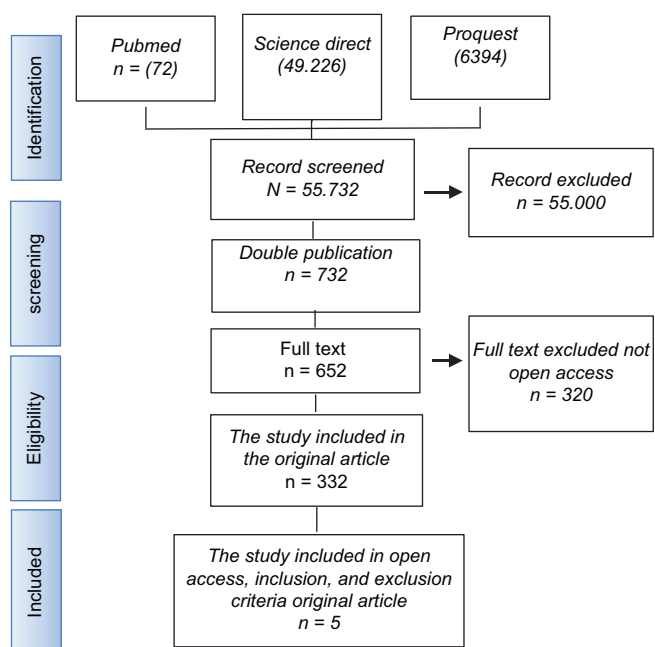 Identification
Pubmed
n = (72)
Science direct
(49.226)
Proquest
(6394)
Record screened
N = 55.732
Record excluded
n = 55.000
screening
Double publication
n = 732
Full text
n = 652
Full text excluded not
open access
n = 320
Eligibility
The study included in
the original article
n = 332
Included
The study included in open
access, inclusion, and exclusion
criteria original article
n = 5